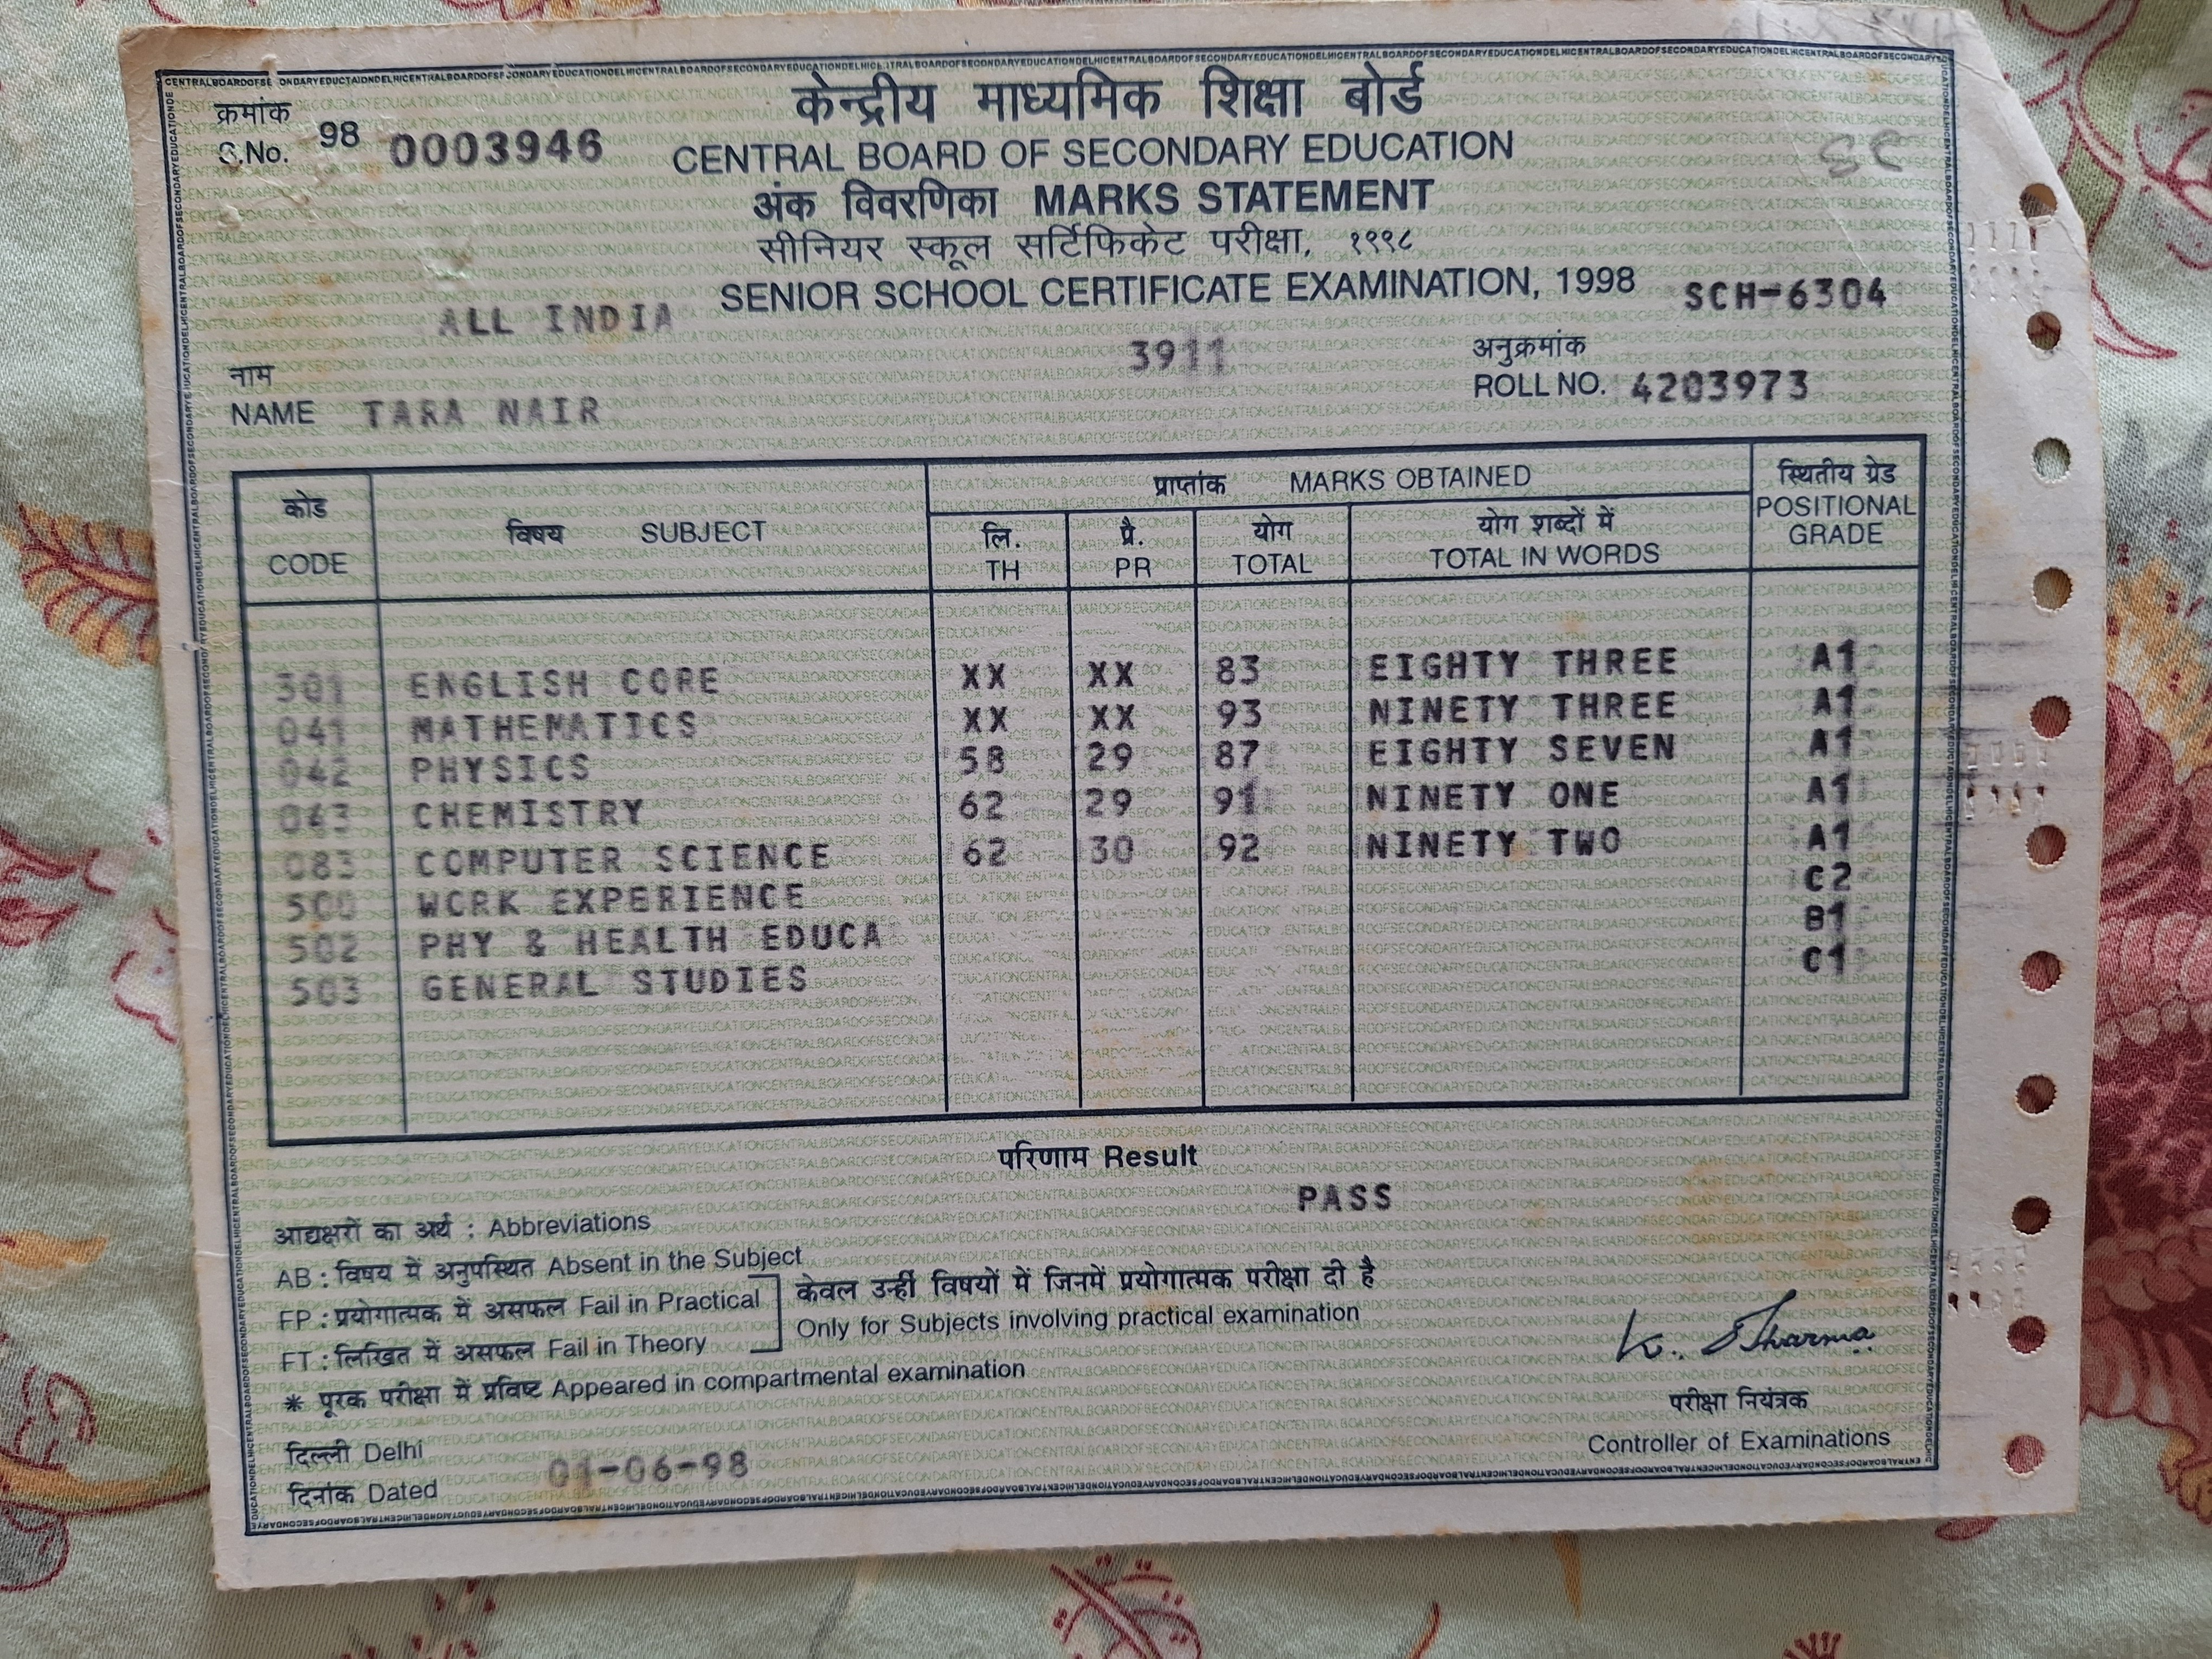 क्रमांक
S.No. 98 0003946
केन्द्रीय माध्यमिक शिक्षा बोर्ड
CENTRAL BOARD OF SECONDARY EDUCATION
अंक विवरणिका MARKS STATEMENT
सीनियर स्कूल सर्टिफिकेट परीक्षा, १९९८
SENIOR SCHOOL CERTIFICATE EXAMINATION, 1998 SCH-6304
ALL INDIA
3911
नाम
NAME TARA NAIR
अनुक्रमांक
ROLL NO. 4203973
कोड
CODE
विषय SUBJECT
प्राप्तांक MARKS OBTAINED
लि.
TH
प्रै.
PR
योग
TOTAL
योग शब्दों में
TOTAL IN WORDS
स्थितीय ग्रेड
POSITIONAL
GRADE
301 ENGLISH CORE XX XX 83 EIGHTY THREE A1
041 MATHEMATICS XX XX 93 NINETY THREE A1
042 PHYSICS 58 29 87 EIGHTY SEVEN A1
043 CHEMISTRY 62 29 91 NINETY ONE A1
083 COMPUTER SCIENCE 62 30 92 NINETY TWO A1
500 WORK EXPERIENCE C2
502 PHY & HEALTH EDUCA B1
503 GENERAL STUDIES C1
परिणाम Result
PASS
आद्यक्षरों का अर्थ : Abbreviations
AB : विषय में अनुपस्थित Absent in the Subject
FP : प्रयोगात्मक में असफल Fail in Practical
FT : लिखित में असफल Fail in Theory
केवल उन्हीं विषयों में जिनमें प्रयोगात्मक परीक्षा दी है
Only for Subjects involving practical examination
* पूरक परीक्षा में प्रविष्ट Appeared in compartmental examination
K. Sharma
परीक्षा नियंत्रक
Controller of Examinations
दिल्ली Delhi
दिनांक Dated 01-06-98